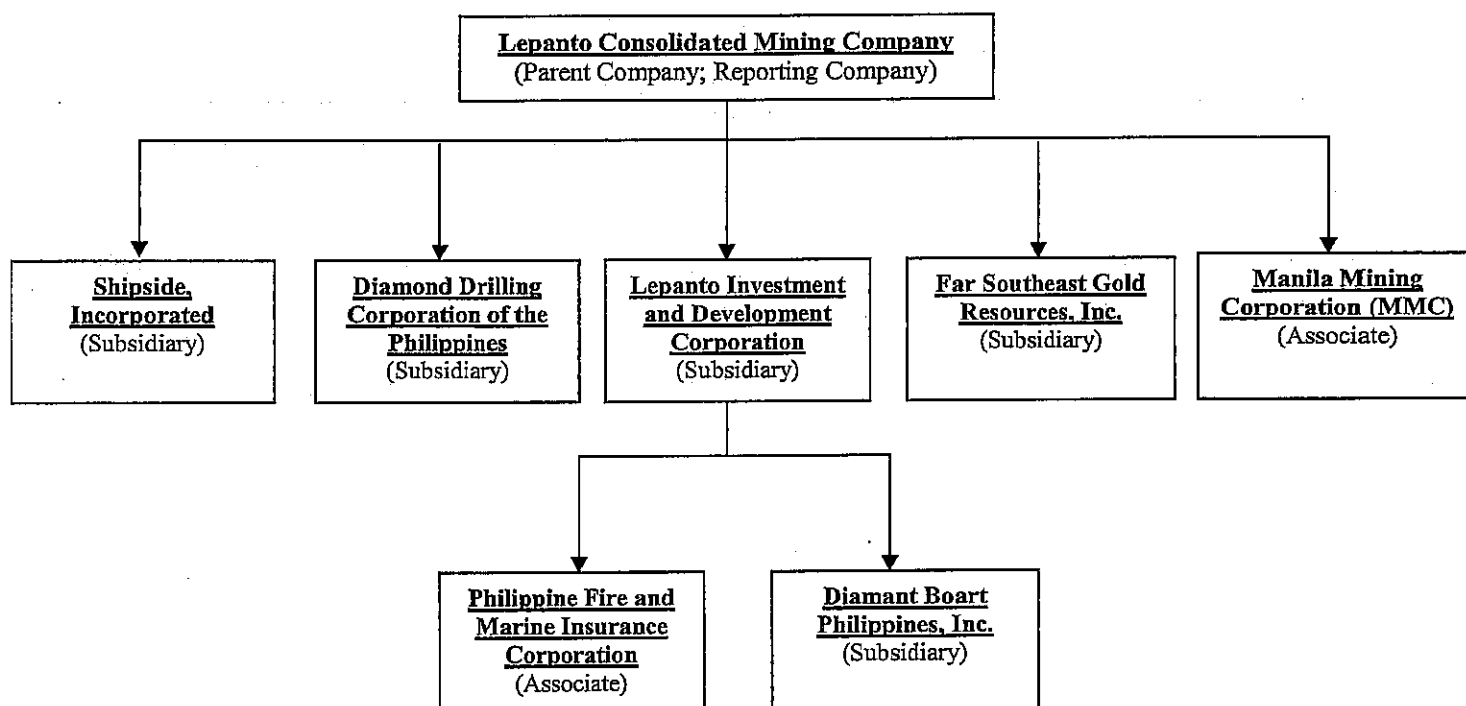 Lepanto Consolidated Mining Company
(Parent Company; Reporting Company)
Shipside,
Incorporated
(Subsidiary)
Diamond Drilling
Corporation of the
Philippines
(Subsidiary)
Lepanto Investment
and Development
Corporation
(Subsidiary)
Far Southeast Gold
Resources, Inc.
(Subsidiary)
Manila Mining
Corporation (MMC)
(Associate)
Philippine Fire and
Marine Insurance
Corporation
(Associate)
Diamant Boart
Philippines, Inc.
(Subsidiary)